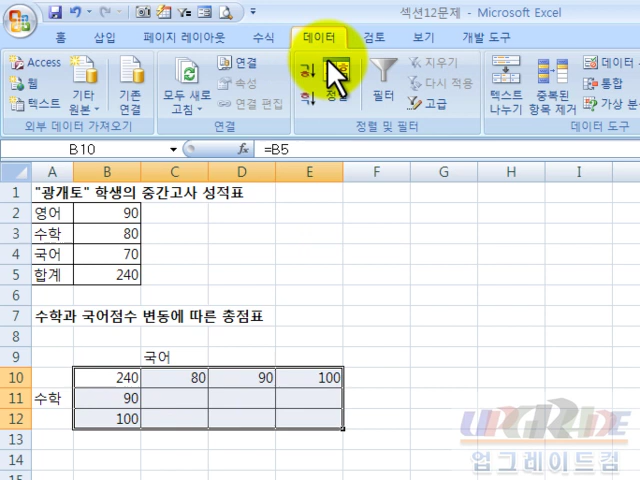 섹션12문제 - Microsoft Excel
홈 삽입 페이지 레이아웃 수식 데이터 검토 보기 개발 도구
Access
웹
텍스트
기타 원본
기존 연결
외부 데이터 가져오기
모두 새로 고침
연결
속성
연결 편집
연결
정렬
필터
지우기
다시 적용
고급
정렬 및 필터
텍스트 나누기
중복된 항목 제거
데이터
통합
가상 분
데이터 도구
B10 fx =B5
A B C D E F G H I
1 "광개토" 학생의 중간고사 성적표
2 영어 90
3 수학 80
4 국어 70
5 합계 240
6
7 수학과 국어점수 변동에 따른 총점표
8
9 국어
10 240 80 90 100
11 수학 90
12 100
13
14
15
UPGRADE
업그레이드컴